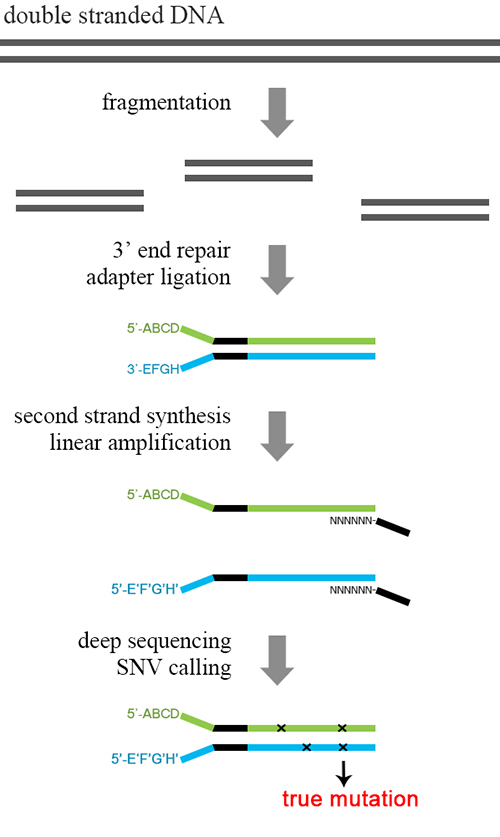 double stranded DNA
fragmentation
3’ end repair
adapter ligation
5’-ABCD
3’-EFGH
second strand synthesis
linear amplification
5’-ABCD
NNNNNN-
5'-E'F'G'H'
NNNNNN-
deep sequencing
SNV calling
5’-ABCD
5'-E'F'G'H'
true mutation